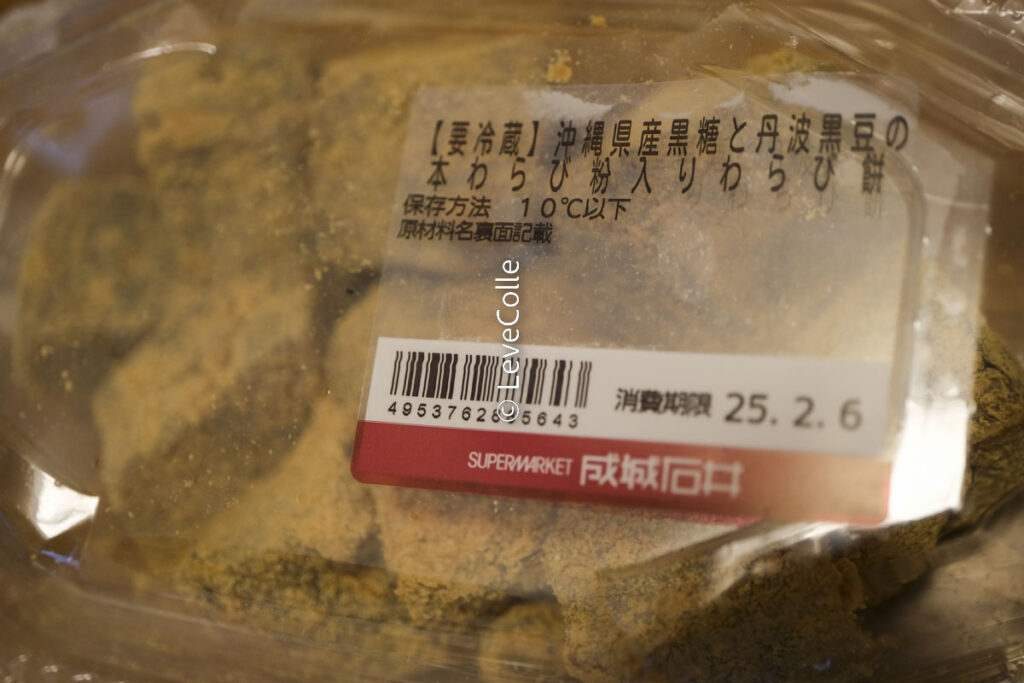 【要冷蔵】沖縄県産黒糖と丹波黒豆の
本わらび粉入りわらび餅
保存方法 10℃以下
原材料名裏面記載
消費期限 25. 2. 6
SUPERMARKET 成城石井
© LeveColle